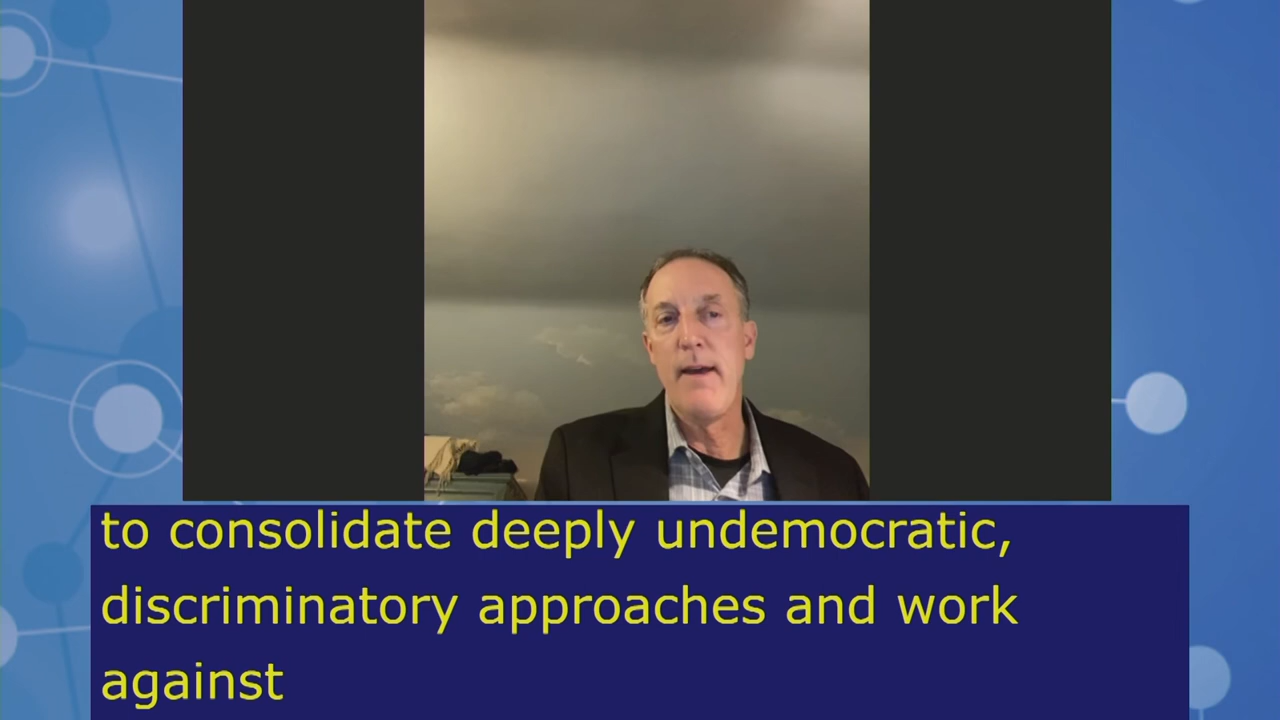 to consolidate deeply undemocratic,
discriminatory approaches and work
against